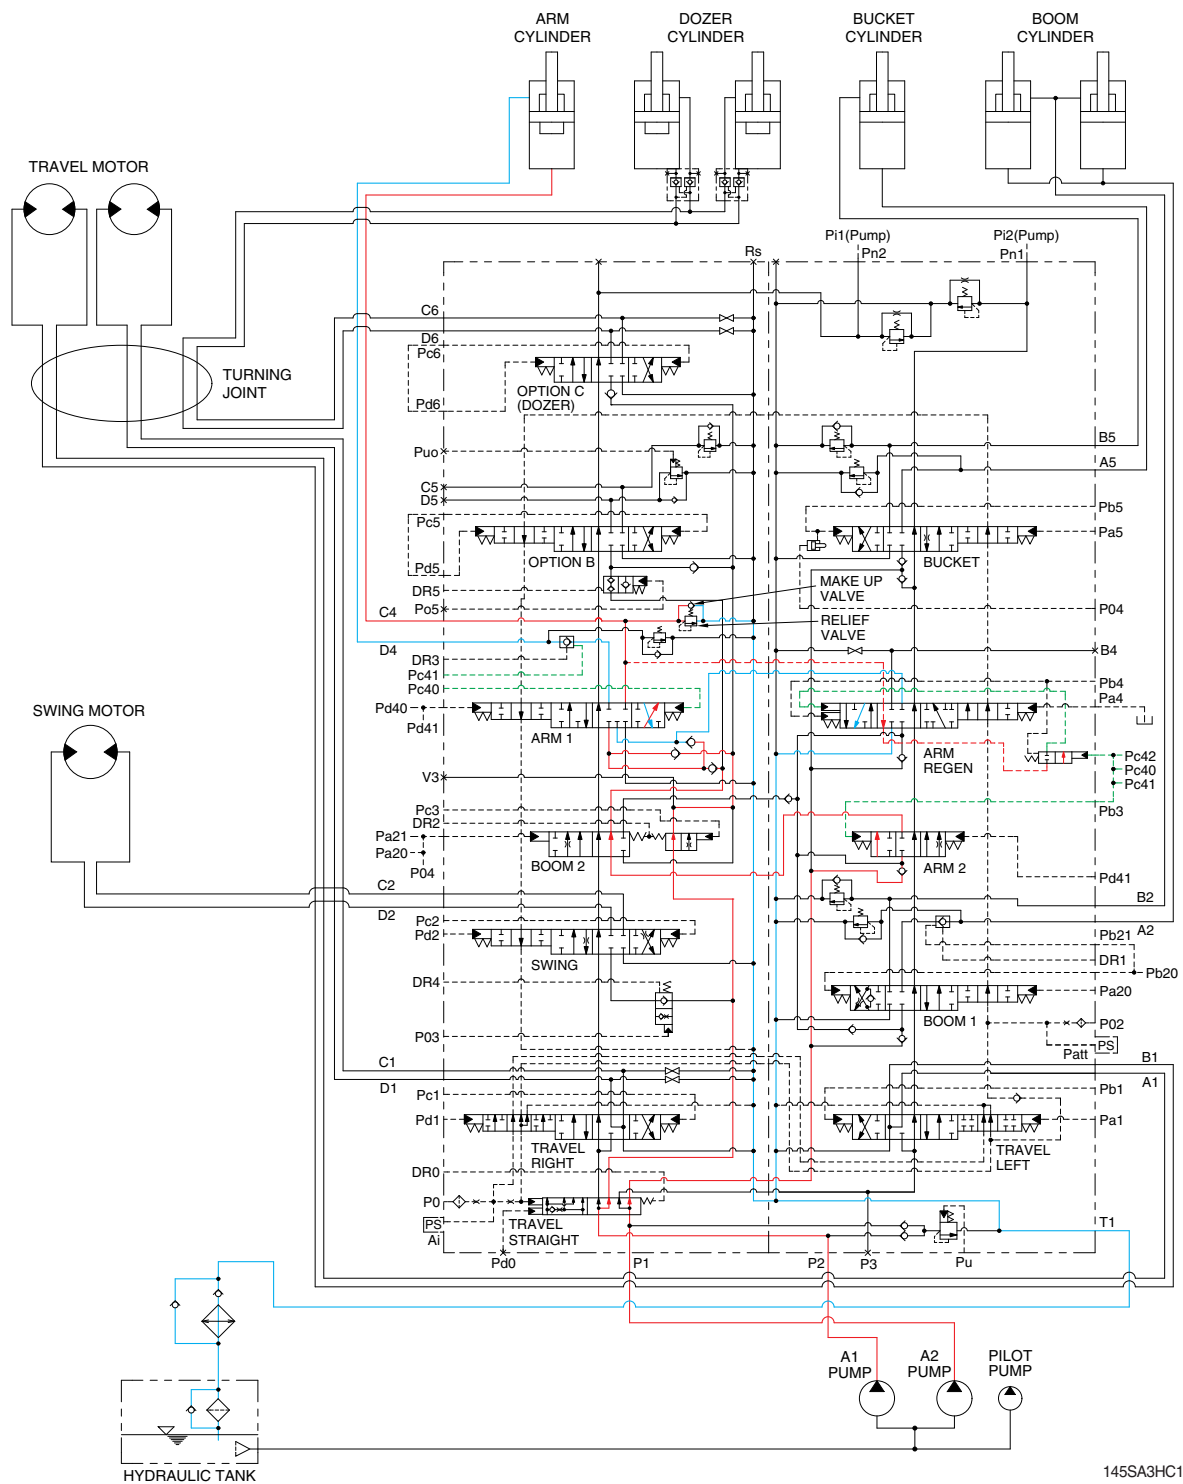 ARM
CYLINDER
DOZER
CYLINDER
BUCKET
CYLINDER
BOOM
CYLINDER
TRAVEL MOTOR
TURNING
JOINT
Rs
Pi1(Pump)
Pn2
Pi2(Pump)
Pn1
C6
D6
Pc6
Pd6
OPTION C
(DOZER)
Puo
C5
D5
Pc5
Pd5
OPTION B
DR5
Po5
B5
A5
Pb5
Pa5
BUCKET
MAKE UP
VALVE
RELIEF
VALVE
P04
C4
D4
DR3
Pc41
Pc40
Pd40
Pd41
ARM 1
B4
Pb4
Pa4
ARM
REGEN
Pc42
Pc40
Pc41
SWING MOTOR
V3
Pc3
DR2
Pa21
Pa20
P04
BOOM 2
Pb3
ARM 2
Pd41
C2
D2
Pc2
Pd2
SWING
B2
A2
Pb21
DR1
Pb20
Pa20
BOOM 1
DR4
P03
P02
PS
Patt
C1
D1
Pc1
Pd1
TRAVEL
RIGHT
B1
A1
Pb1
Pa1
TRAVEL
LEFT
DR0
P0
PS
Ai
TRAVEL
STRAIGHT
Pd0
P1
P2
P3
Pu
T1
A1
PUMP
A2
PUMP
PILOT
PUMP
HYDRAULIC TANK
145SA3HC1